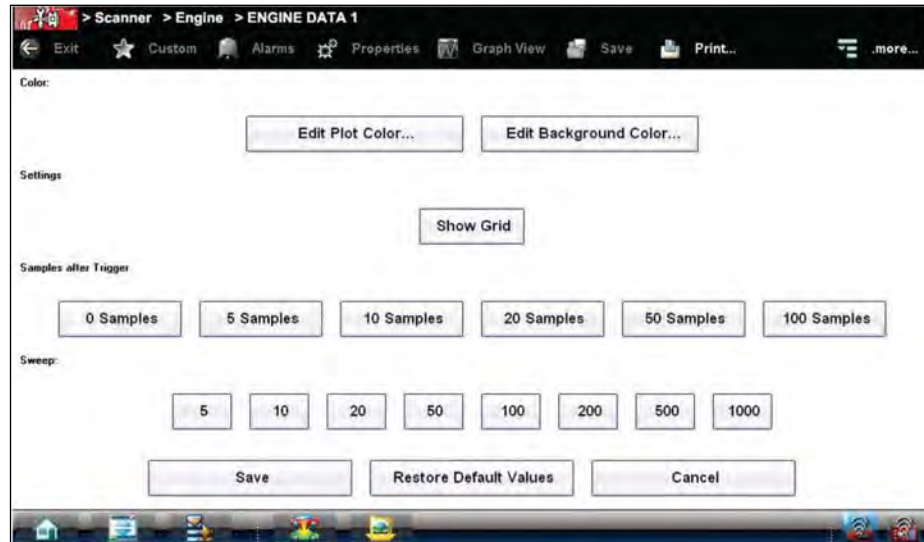 > Scanner > Engine > ENGINE DATA 1
Exit Custom Alarms Properties Graph View Save Print... .more...
Color:
Edit Plot Color... Edit Background Color...
Settings
Show Grid
Samples after Trigger
0 Samples 5 Samples 10 Samples 20 Samples 50 Samples 100 Samples
Sweep:
5 10 20 50 100 200 500 1000
Save Restore Default Values Cancel